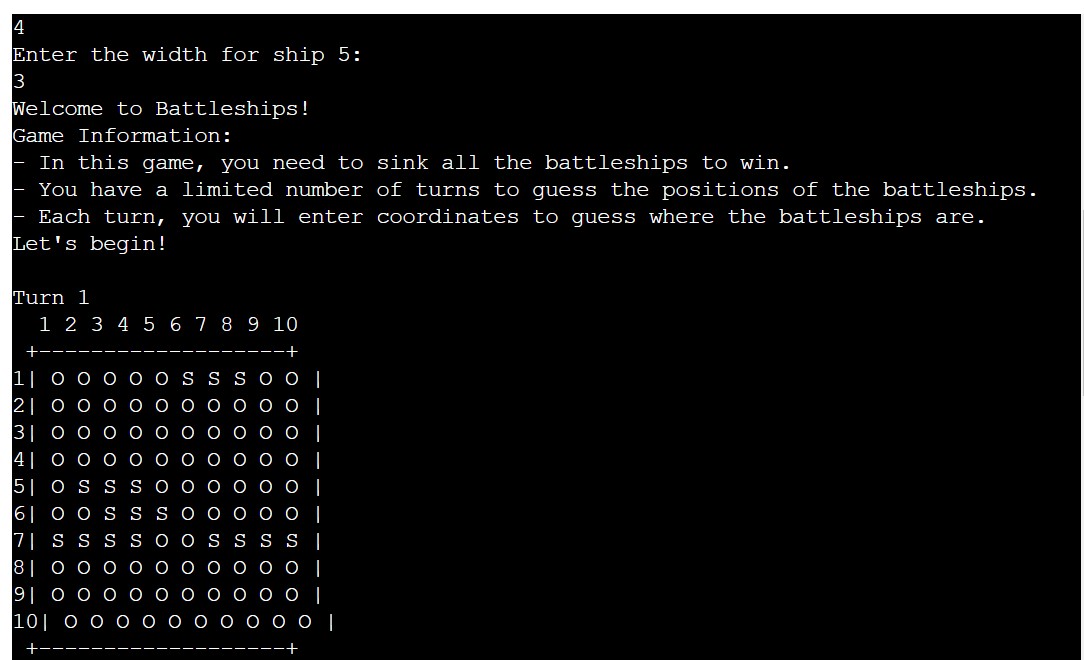 4
Enter the width for ship 5:
3
Welcome to Battleships!
Game Information:
- In this game, you need to sink all the battleships to win.
- You have a limited number of turns to guess the positions of the battleships.
- Each turn, you will enter coordinates to guess where the battleships are.
Let's begin!

Turn 1
  1 2 3 4 5 6 7 8 9 10
 +-------------------+
1| O O O O O S S S O O |
2| O O O O O O O O O O |
3| O O O O O O O O O O |
4| O O O O O O O O O O |
5| O S S S O O O O O O |
6| O O S S S O O O O O |
7| S S S S O O S S S S |
8| O O O O O O O O O O |
9| O O O O O O O O O O |
10| O O O O O O O O O O |
 +-------------------+